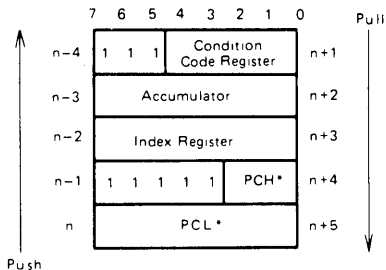 7 6 5 4 3 2 1 0
Pull
n-4 1 1 1 Condition Code Register n+1
n-3 Accumulator n+2
n-2 Index Register n+3
n-1 1 1 1 1 1 PCH* n+4
n PCL* n+5
Push